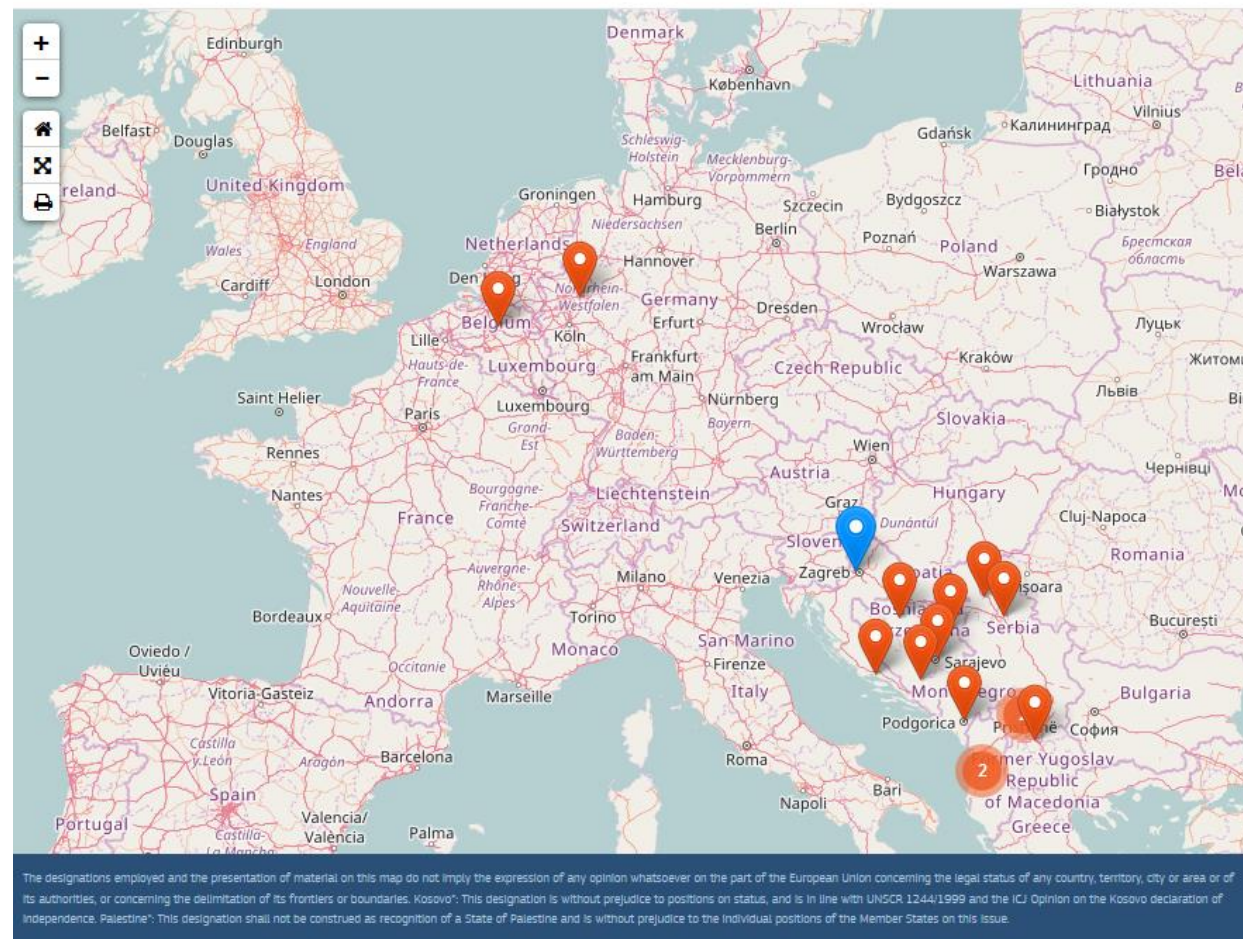 Denmark
Edinburgh
København
Lithuania
Vilnius
Belfast
Douglas
Gdańsk
Калининград
Schleswig-
Holstein
Mecklenburg-
Vorpommern
Гродно
Bel
reland
United Kingdom
Groningen
Hamburg
Szczecin
Bydgoszcz
Białystok
Niedersachsen
Berlin
Poznań
Poland
Брестская
область
Wales
England
Netherlands
Hannover
Warszawa
Cardiff
London
Den
Westfalen
Germany
Dresden
Belgium
Köln
Erfurt
Wrocław
Луцьк
Lille
Hauts-de-
France
Luxembourg
Frankfurt
am Main
Czech Republic
Kraków
Житом
Saint Helier
Paris
Luxembourg
Nürnberg
Львів
Grand-
Est
Baden-
Württemberg
Bayern
Slovakia
Rennes
Wien
Чернівці
Nantes
Bourgogne-
Franche-
Comté
Liechtenstein
Austria
Graz
Hungary
France
Switzerland
Dunántúl
Cluj-Napoca
Sloven
Auvergne-
Rhône-
Alpes
Milano
Venezia
Zagreb
Romania
Nouvelle-
Aquitaine
Bordeaux
Torino
Serbia
București
Monaco
San Marino
Oviedo /
Uviéu
Occitanie
Firenze
Sarajevo
Vitoria-Gasteiz
Andorra
Marseille
Italy
Bulgaria
Podgorica
София
Castilla
y León
Aragón
Barcelona
Roma
2
Former Yugoslav
Republic
of Macedonia
Spain
Bari
Napoli
Portugal
Valencia/
València
Palma
Greece
Castilla-
La Mancha
The designations employed and the presentation of material on this map do not imply the expression of any opinion whatsoever on the part of the European Union concerning the legal status of any country, territory, city or area or of
its authorities, or concerning the delimitation of its frontiers or boundaries. Kosovo*: This designation is without prejudice to positions on status, and is in line with UNSCR 1244/1999 and the ICJ Opinion on the Kosovo declaration of
independence. Palestine*: This designation shall not be construed as recognition of a State of Palestine and is without prejudice to the individual positions of the Member States on this issue.